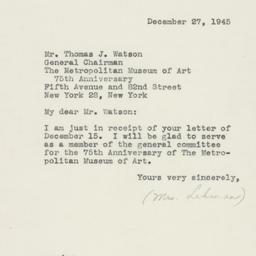 December 27, 1945
Mr. Thomas J. Watson
General Chairman
The Metropolitan Museum of Art
75th Anniversary
Fifth Avenue and 82nd Street
New York 28, New York
My dear Mr. Watson:
I am just in receipt of your letter of
December 15. I will be glad to serve
as a member of the general committee
for the 75th Anniversary of The Metro-
politan Museum of Art.
Yours very sincerely,
(Mrs. Lehman)